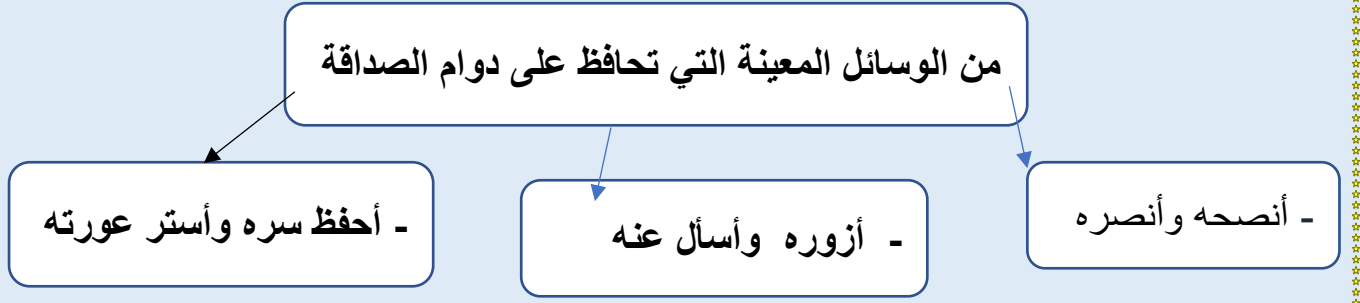 من الوسائل المعينة التي تحافظ على دوام الصداقة
- أنصحه وأنصره
- أزوره وأسأل عنه
- أحفظ سره وأستر عورته